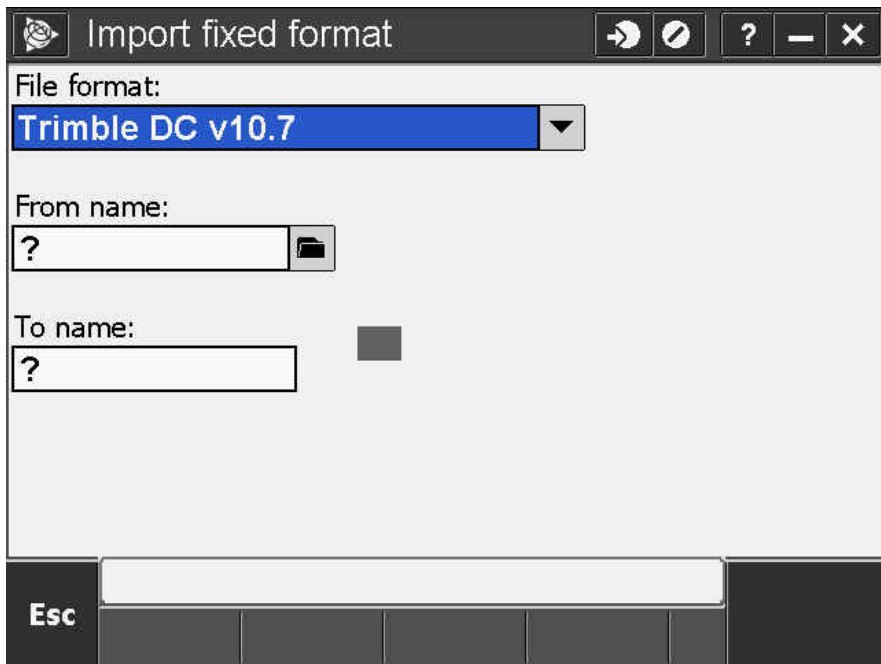 Import fixed format
?
File format:
Trimble DC v10.7
From name:
?
To name:
?
Esc